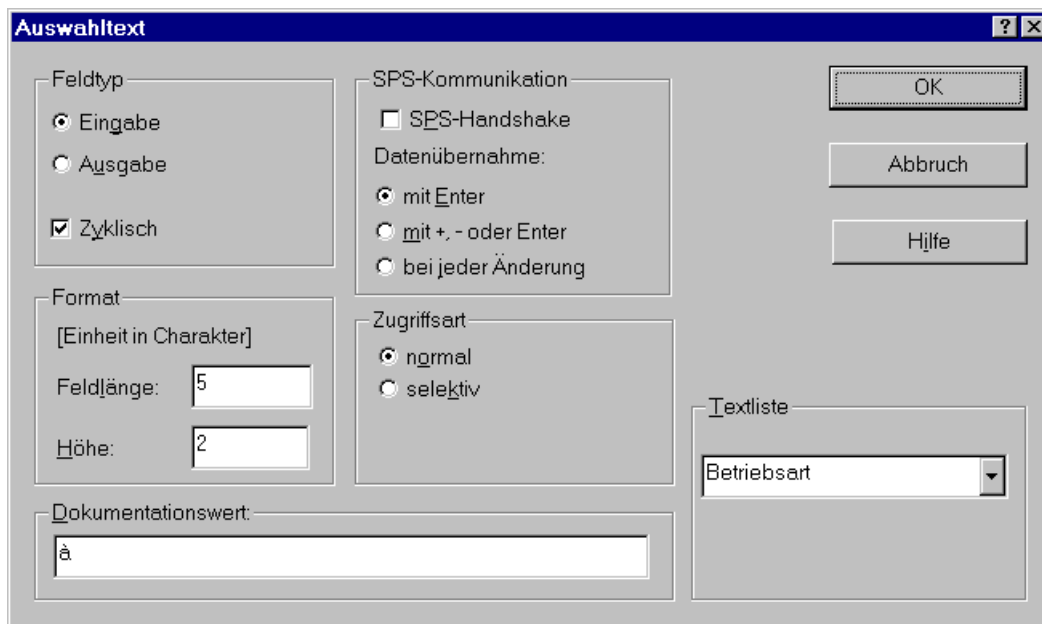 Auswahltext
Feldtyp
Eingabe
Ausgabe
Zyklisch
Format
[Einheit in Charakter]
Feldlänge: 5
Höhe: 2
SPS-Kommunikation
SPS-Handshake
Datenübernahme:
mit Enter
mit +, - oder Enter
bei jeder Änderung
Zugriffsart
normal
selektiv
OK
Abbruch
Hilfe
Textliste
Betriebsart
Dokumentationswert:
à